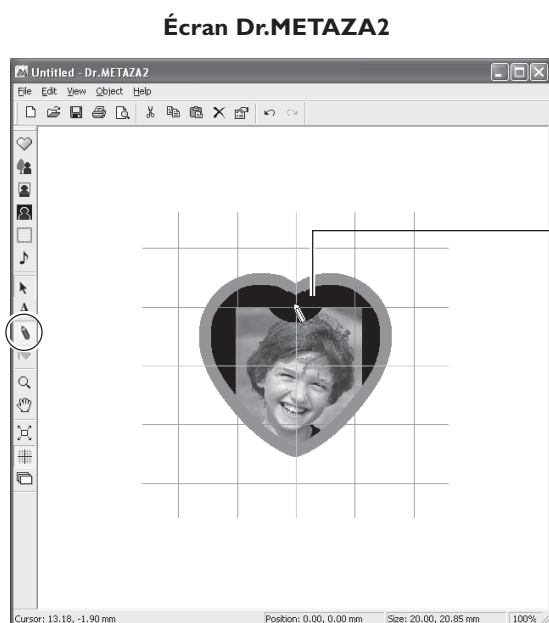 Écran Dr.METAZA2
Untitled - Dr.METAZA2
File Edit View Object Help
A
Cursor: 13.18, -1.90 mm Position: 0.00, 0.00 mm Size: 20.00, 20.85 mm 100%